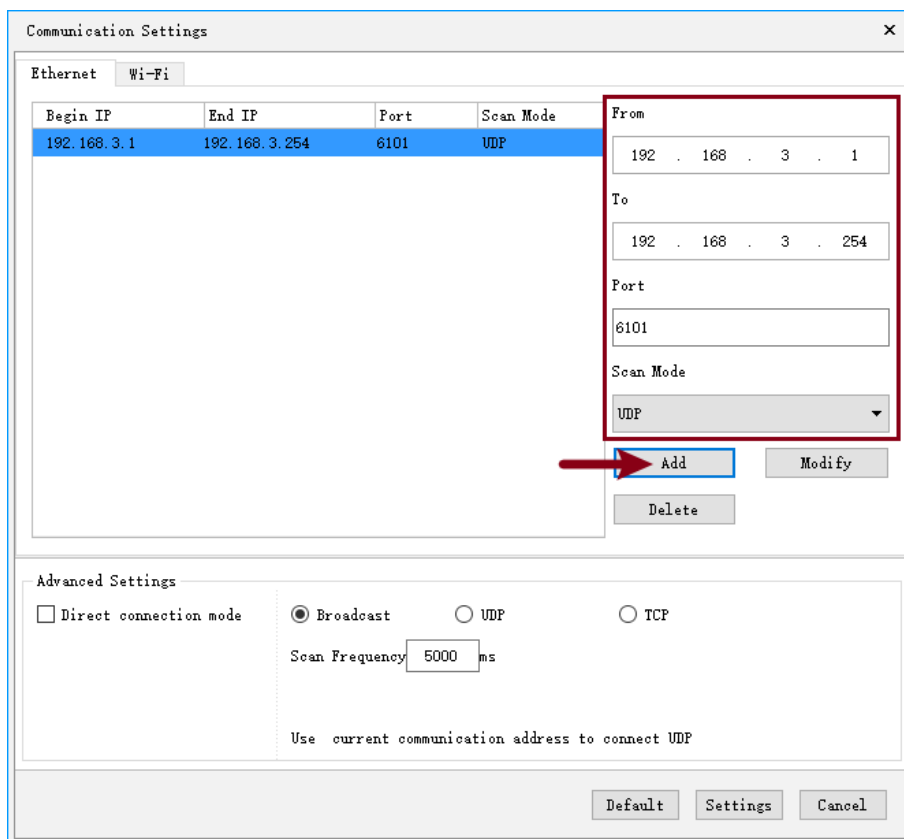 Communication Settings
Ethernet Wi-Fi
Begin IP End IP Port Scan Mode
192.168.3.1 192.168.3.254 6101 UDP
From
192 . 168 . 3 . 1
To
192 . 168 . 3 . 254
Port
6101
Scan Mode
UDP
Add Modify
Delete
Advanced Settings
Direct connection mode Broadcast UDP TCP
Scan Frequency 5000 ms
Use current communication address to connect UDP
Default Settings Cancel